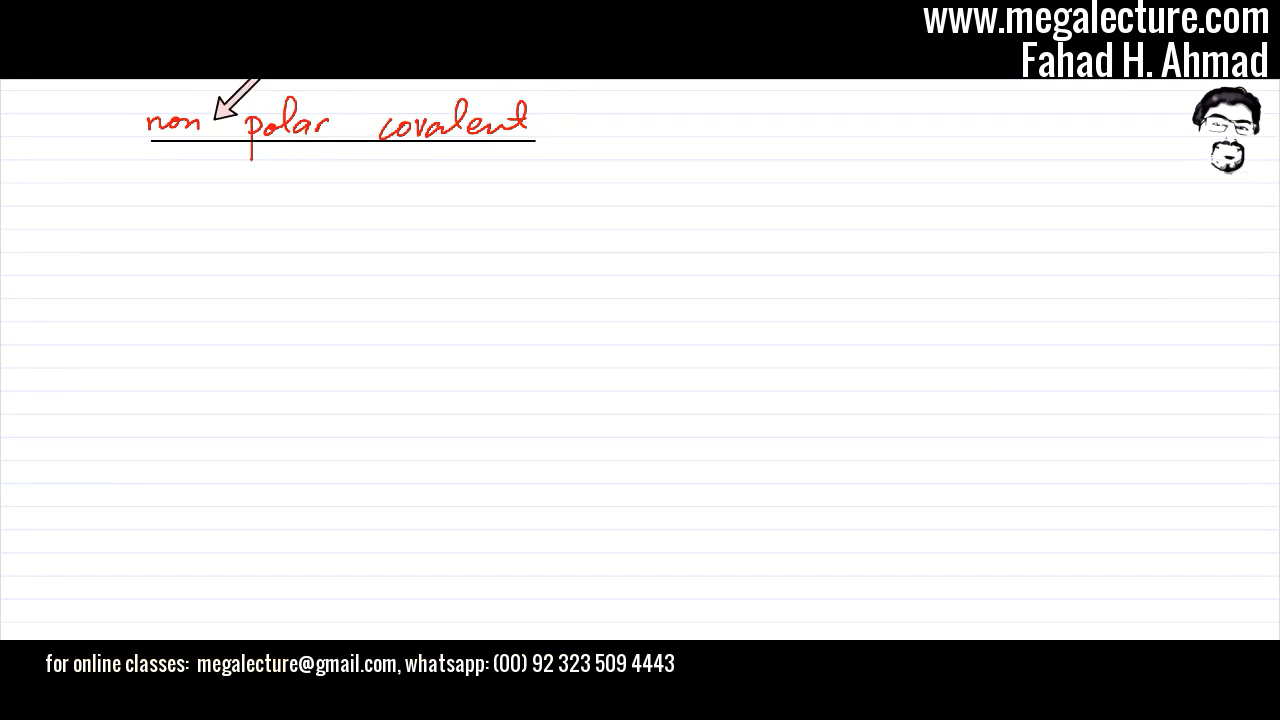 www.megalecture.com
Fahad H. Ahmad
non polar covalent
for online classes: megalecture@gmail.com, whatsapp: (00) 92 323 509 4443